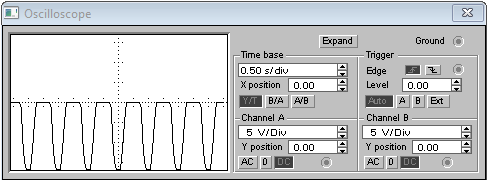 Oscilloscope
Expand
Ground
Time base
0.50 s/div
X position 0.00
Y/T B/A A/B
Trigger
Edge
Level 0.00
Auto A B Ext
Channel A
5 V/Div
Y position 0.00
AC 0 DC
Channel B
5 V/Div
Y position 0.00
AC 0 DC